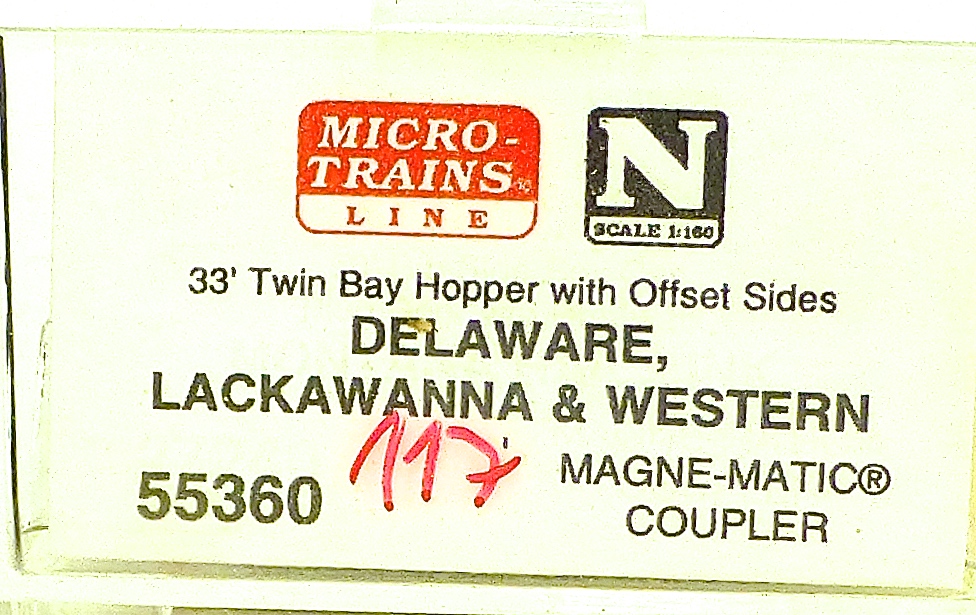 MICRO-
TRAINS
LINE
N
SCALE 1:160
33' Twin Bay Hopper with Offset Sides
DELAWARE,
LACKAWANNA & WESTERN
117
55360
MAGNE-MATIC®
COUPLER